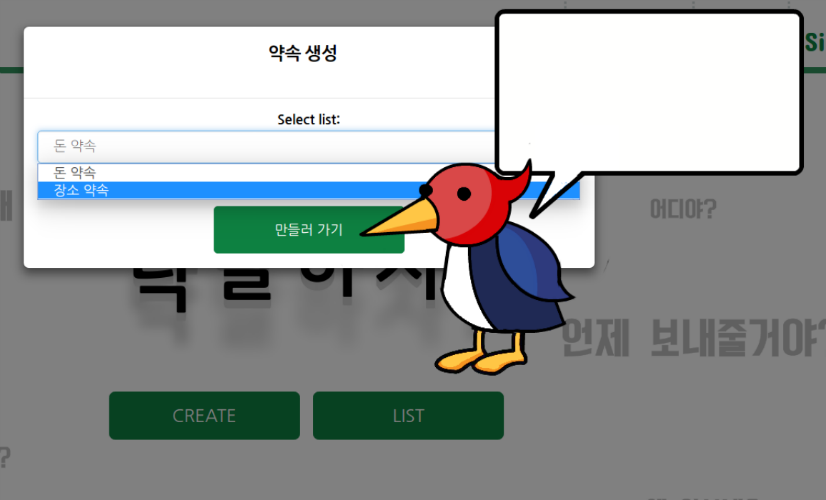 약속 생성
Si
Select list:
돈 약속
돈 약속
장소 약속
만들러 가기
어디야?
언제 보내줄거야?
CREATE
LIST
?